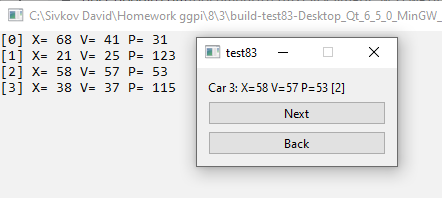 C:\Sivkov David\Homework ggpi\8\3\build-test83-Desktop_Qt_6_5_0_MinGW_
[0] X= 68 V= 41 P= 31
[1] X= 21 V= 25 P= 123
[2] X= 58 V= 57 P= 53
[3] X= 38 V= 37 P= 115
test83
Car 3: X=58 V=57 P=53 [2]
Next
Back